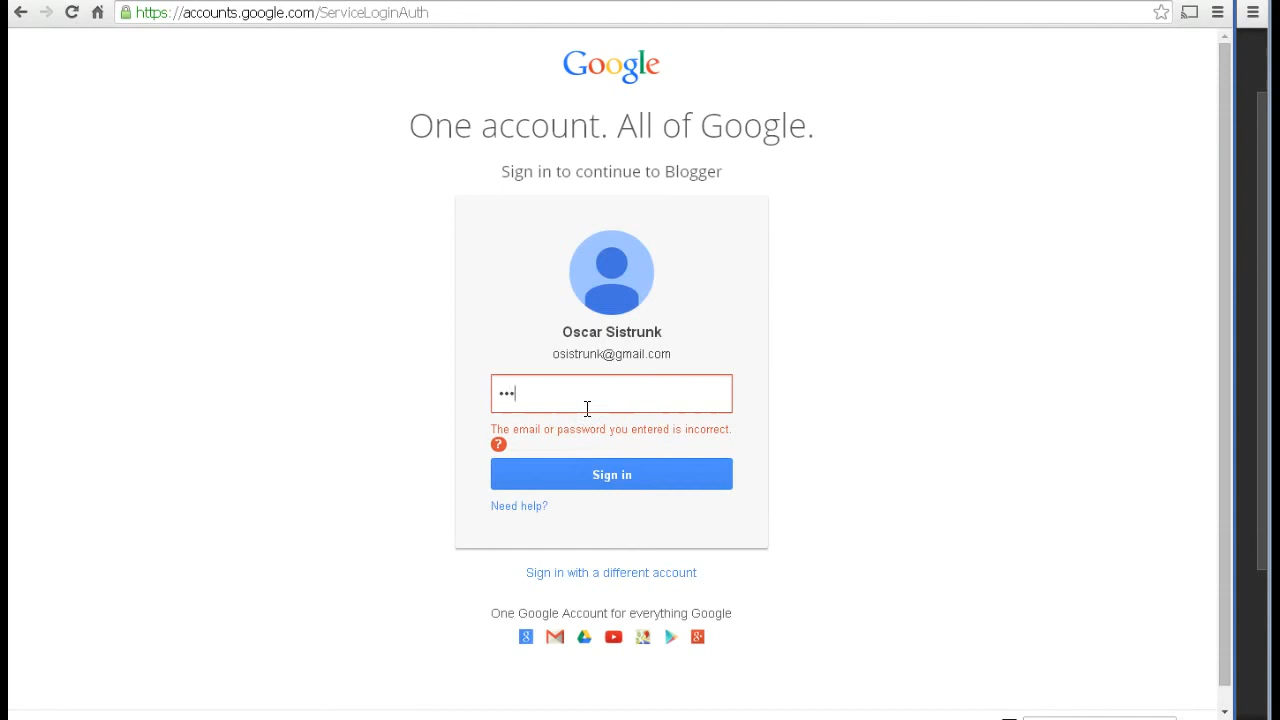 https://accounts.google.com/ServiceLoginAuth
Google
One account. All of Google.
Sign in to continue to Blogger
Oscar Sistrunk
osistrunk@gmail.com
•••
The email or password you entered is incorrect.
?
Sign in
Need help?
Sign in with a different account
One Google Account for everything Google